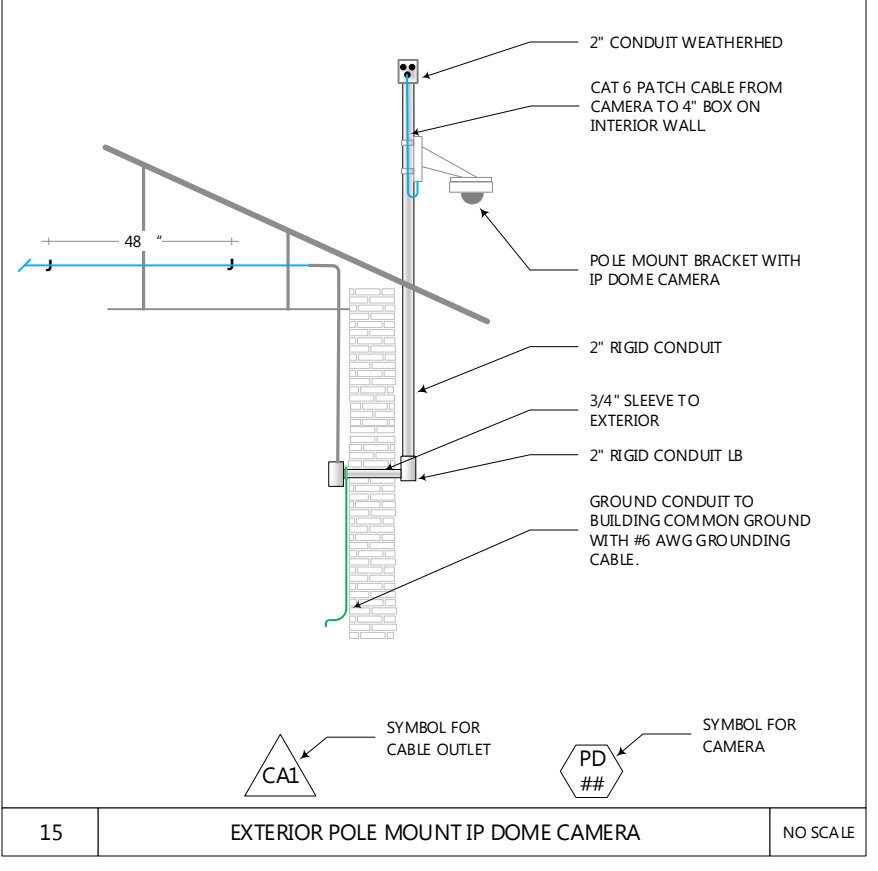 2" CONDUIT WEATHERHED
CAT 6 PATCH CABLE FROM
CAMERA TO 4" BOX ON
INTERIOR WALL
48 "
POLE MOUNT BRACKET WITH
IP DOME CAMERA
2" RIGID CONDUIT
3/4" SLEEVE TO
EXTERIOR
2" RIGID CONDUIT LB
GROUND CONDUIT TO
BUILDING COMMON GROUND
WITH #6 AWG GROUNDING
CABLE.
SYMBOL FOR
CABLE OUTLET
CA1
SYMBOL FOR
CAMERA
PD
##
15
EXTERIOR POLE MOUNT IP DOME CAMERA
NO SCALE